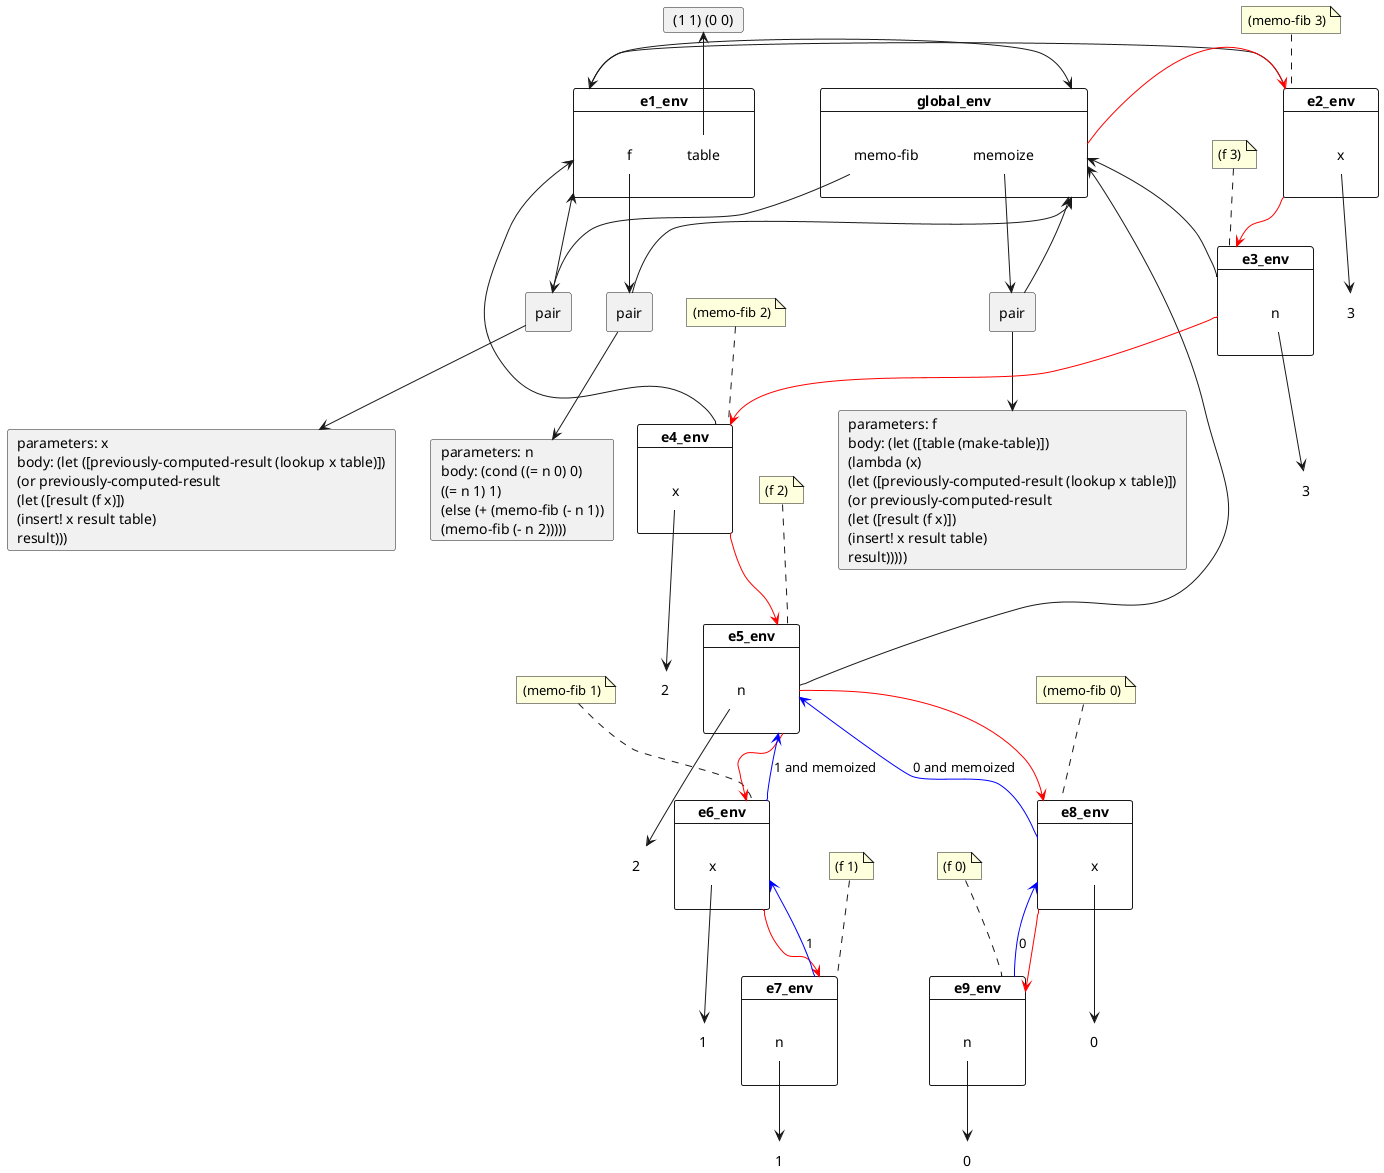 (1 1) (0 0)
(memo-fib 3)
e1_env
global_env
e2_env
f
table
memo-fib
memoize
(f 3)
x
e3_env
pair
pair
(memo-fib 2)
pair
n
3
parameters: x
body: (let ([previously-computed-result (lookup x table)])
(or previously-computed-result
(let ([result (f x)])
(insert! x result table)
result)))
parameters: n
body: (cond ((= n 0) 0)
((= n 1) 1)
(else (+ (memo-fib (- n 1))
(memo-fib (- n 2)))))
e4_env
x
(f 2)
parameters: f
body: (let ([table (make-table)])
(lambda (x)
(let ([previously-computed-result (lookup x table)])
(or previously-computed-result
(let ([result (f x)])
(insert! x result table)
result)))))
3
e5_env
2
n
(memo-fib 1)
(memo-fib 0)
1 and memoized
0 and memoized
e6_env
e8_env
2
x
(f 1)
(f 0)
x
1
0
e7_env
e9_env
1
n
n
0
1
0